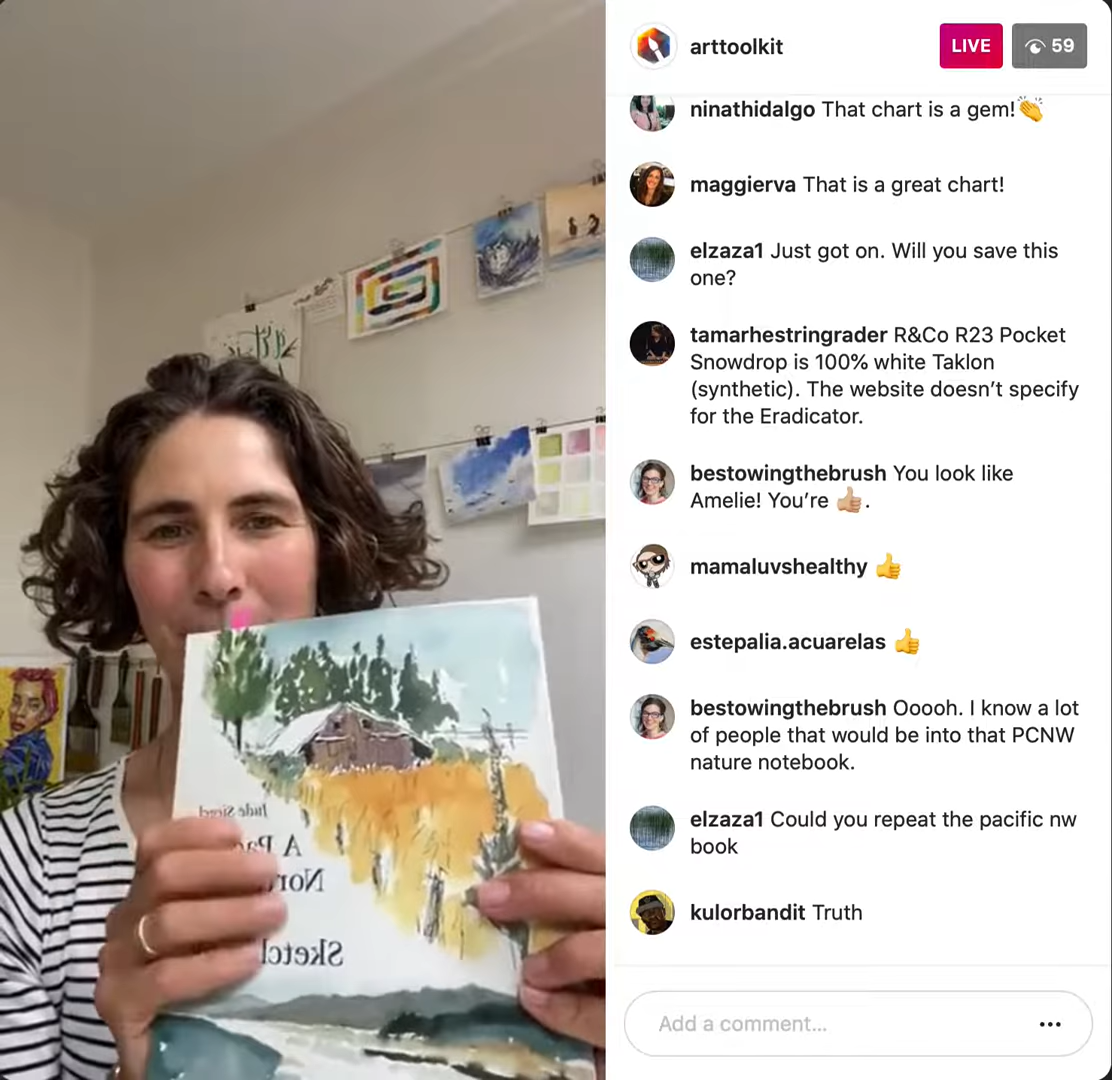 arttoolkit
LIVE
59
ninathidalgo That chart is a gem!👏
maggierva That is a great chart!
elzaza1 Just got on. Will you save this
one?
tamarhestringrader R&Co R23 Pocket
Snowdrop is 100% white Taklon
(synthetic). The website doesn’t specify
for the Eradicator.
bestowingthebrush You look like
Amelie! You’re 👍🏼.
mamaluvshealthy 👍
estepalia.acuarelas 👍
bestowingthebrush Ooooh. I know a lot
of people that would be into that PCNW
nature notebook.
elzaza1 Could you repeat the pacific nw
book
kulorbandit Truth
Add a comment...
Jude Siegel
A Pac
Nort
Sketch